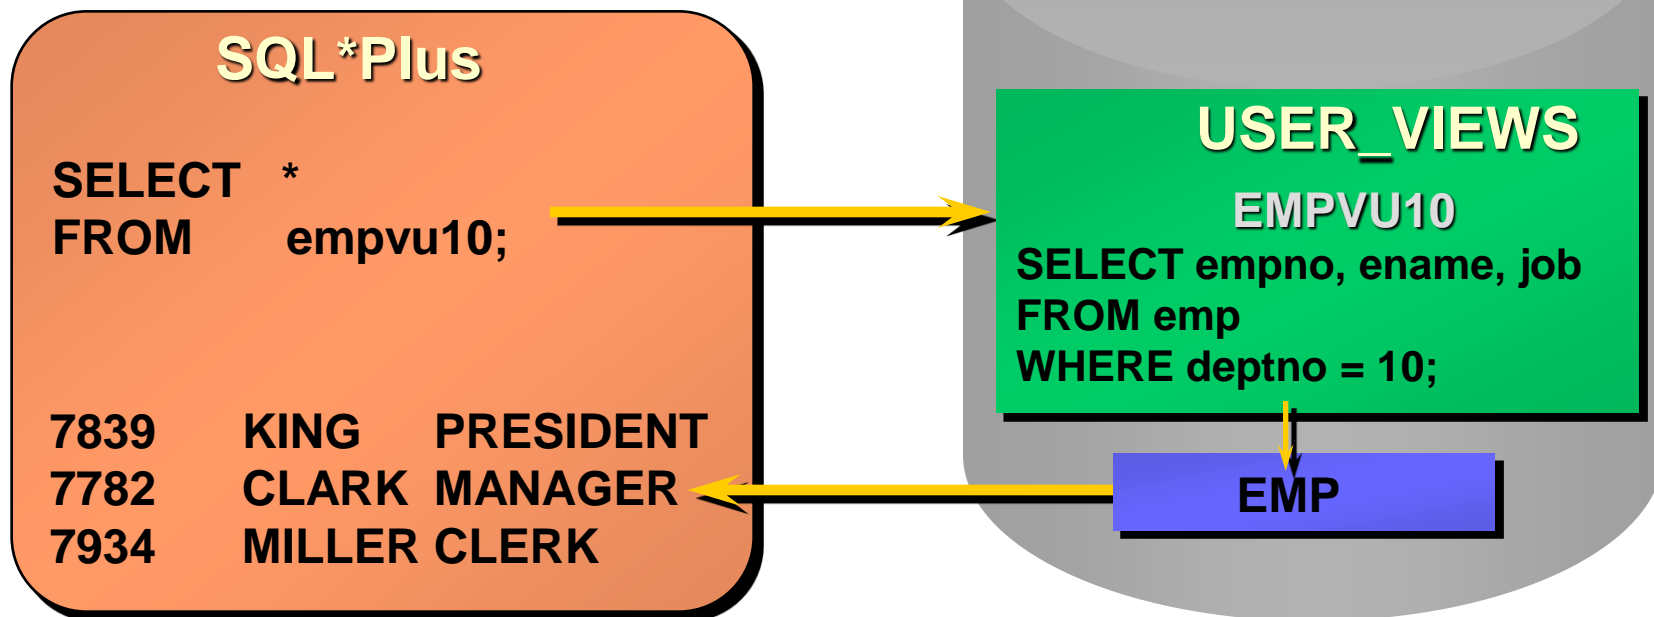 SQL*Plus
SELECT *
FROM empvu10;
7839 KING PRESIDENT
7782 CLARK MANAGER
7934 MILLER CLERK
USER_VIEWS
EMPVU10
SELECT empno, ename, job
FROM emp
WHERE deptno = 10;
EMP